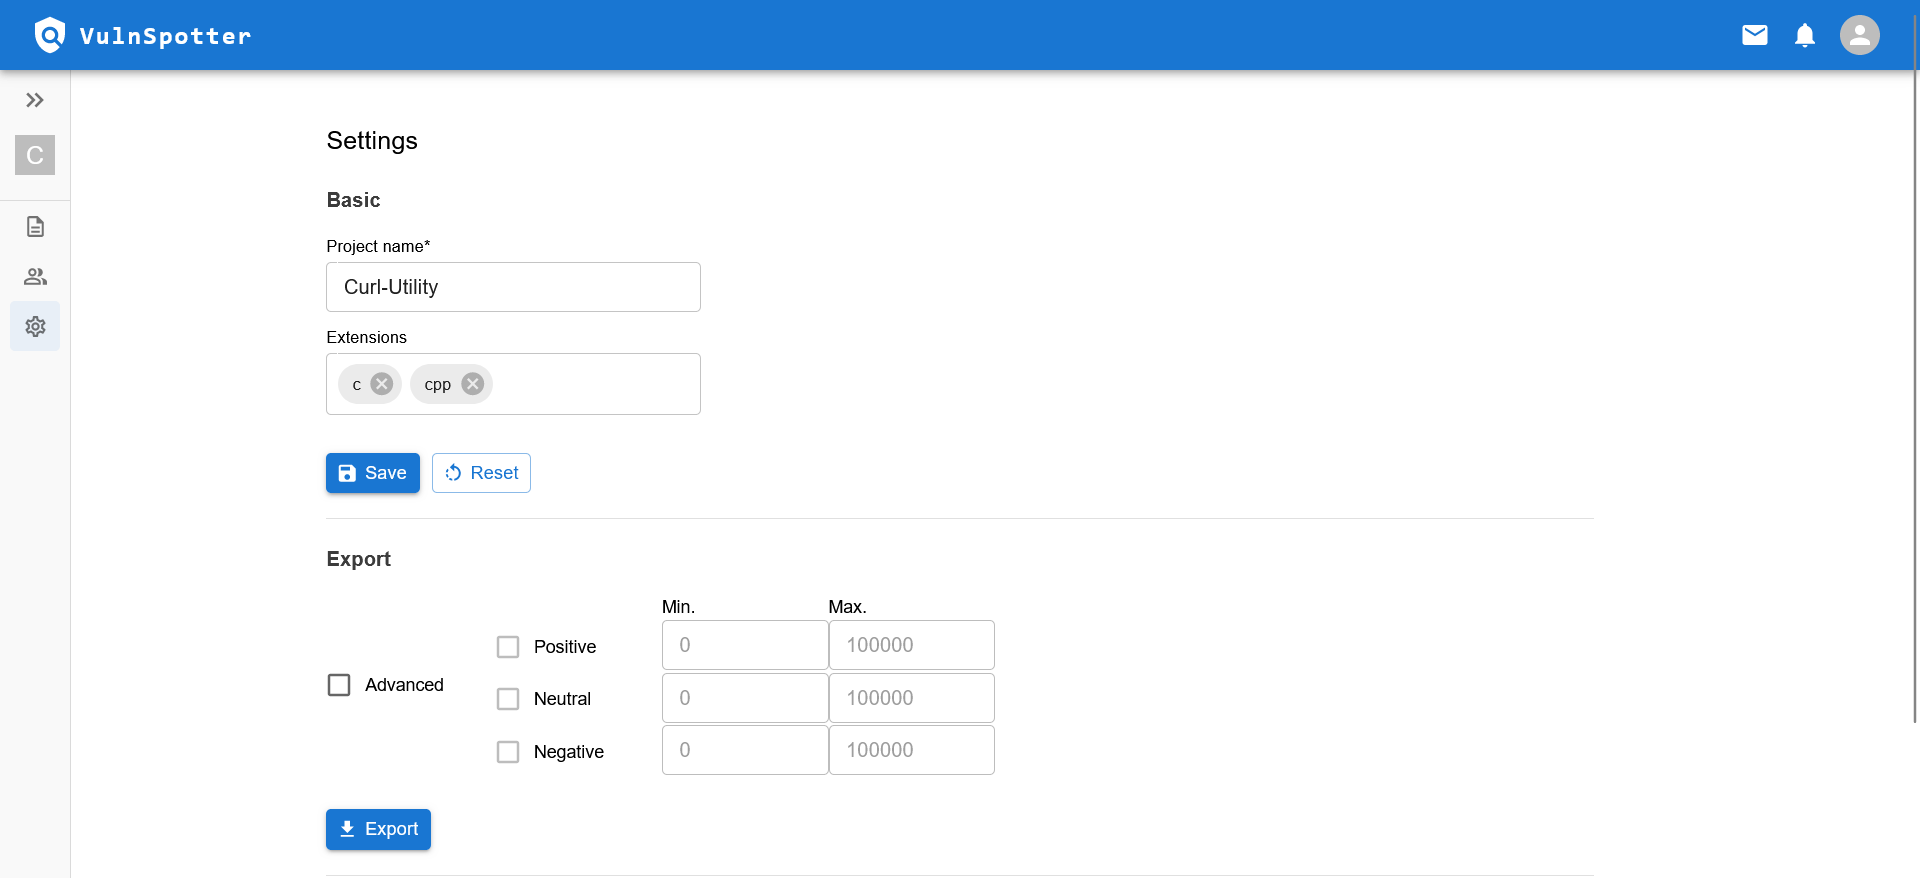 VulnSpotter
C
Settings
Basic
Project name*
Curl-Utility
Extensions
c cpp
Save Reset
Export
Min. Max.
Positive 0 100000
Advanced
Neutral 0 100000
Negative 0 100000
Export